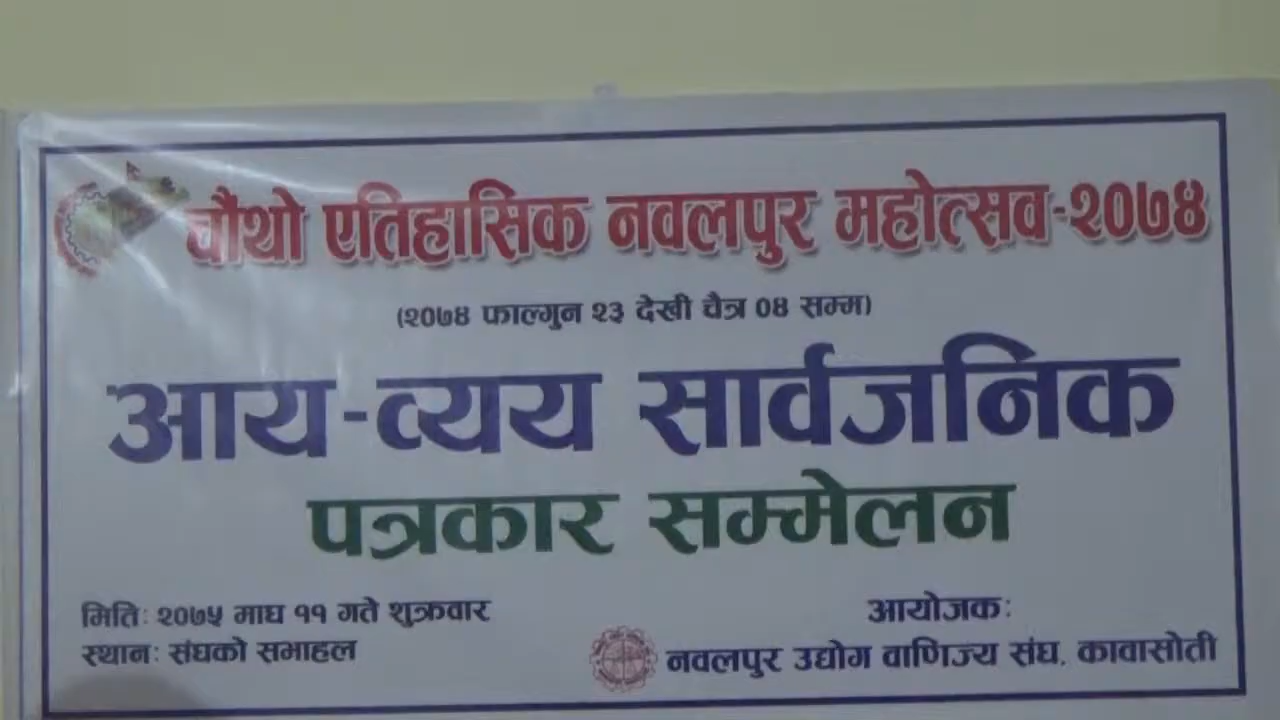 चौंथो एतिहासिक नवलपुर महोत्सव-२०७४
(२०७४ फाल्गुन २३ देखी चैत्र ०४ सम्म)
आय-व्यय सार्वजनिक
पत्रकार सम्मेलन
मिति: २०७५ माघ ११ गते शुक्रवार
स्थान: संघको सभाहल
आयोजक:
नवलपुर उद्योग वाणिज्य संघ, कावासोती